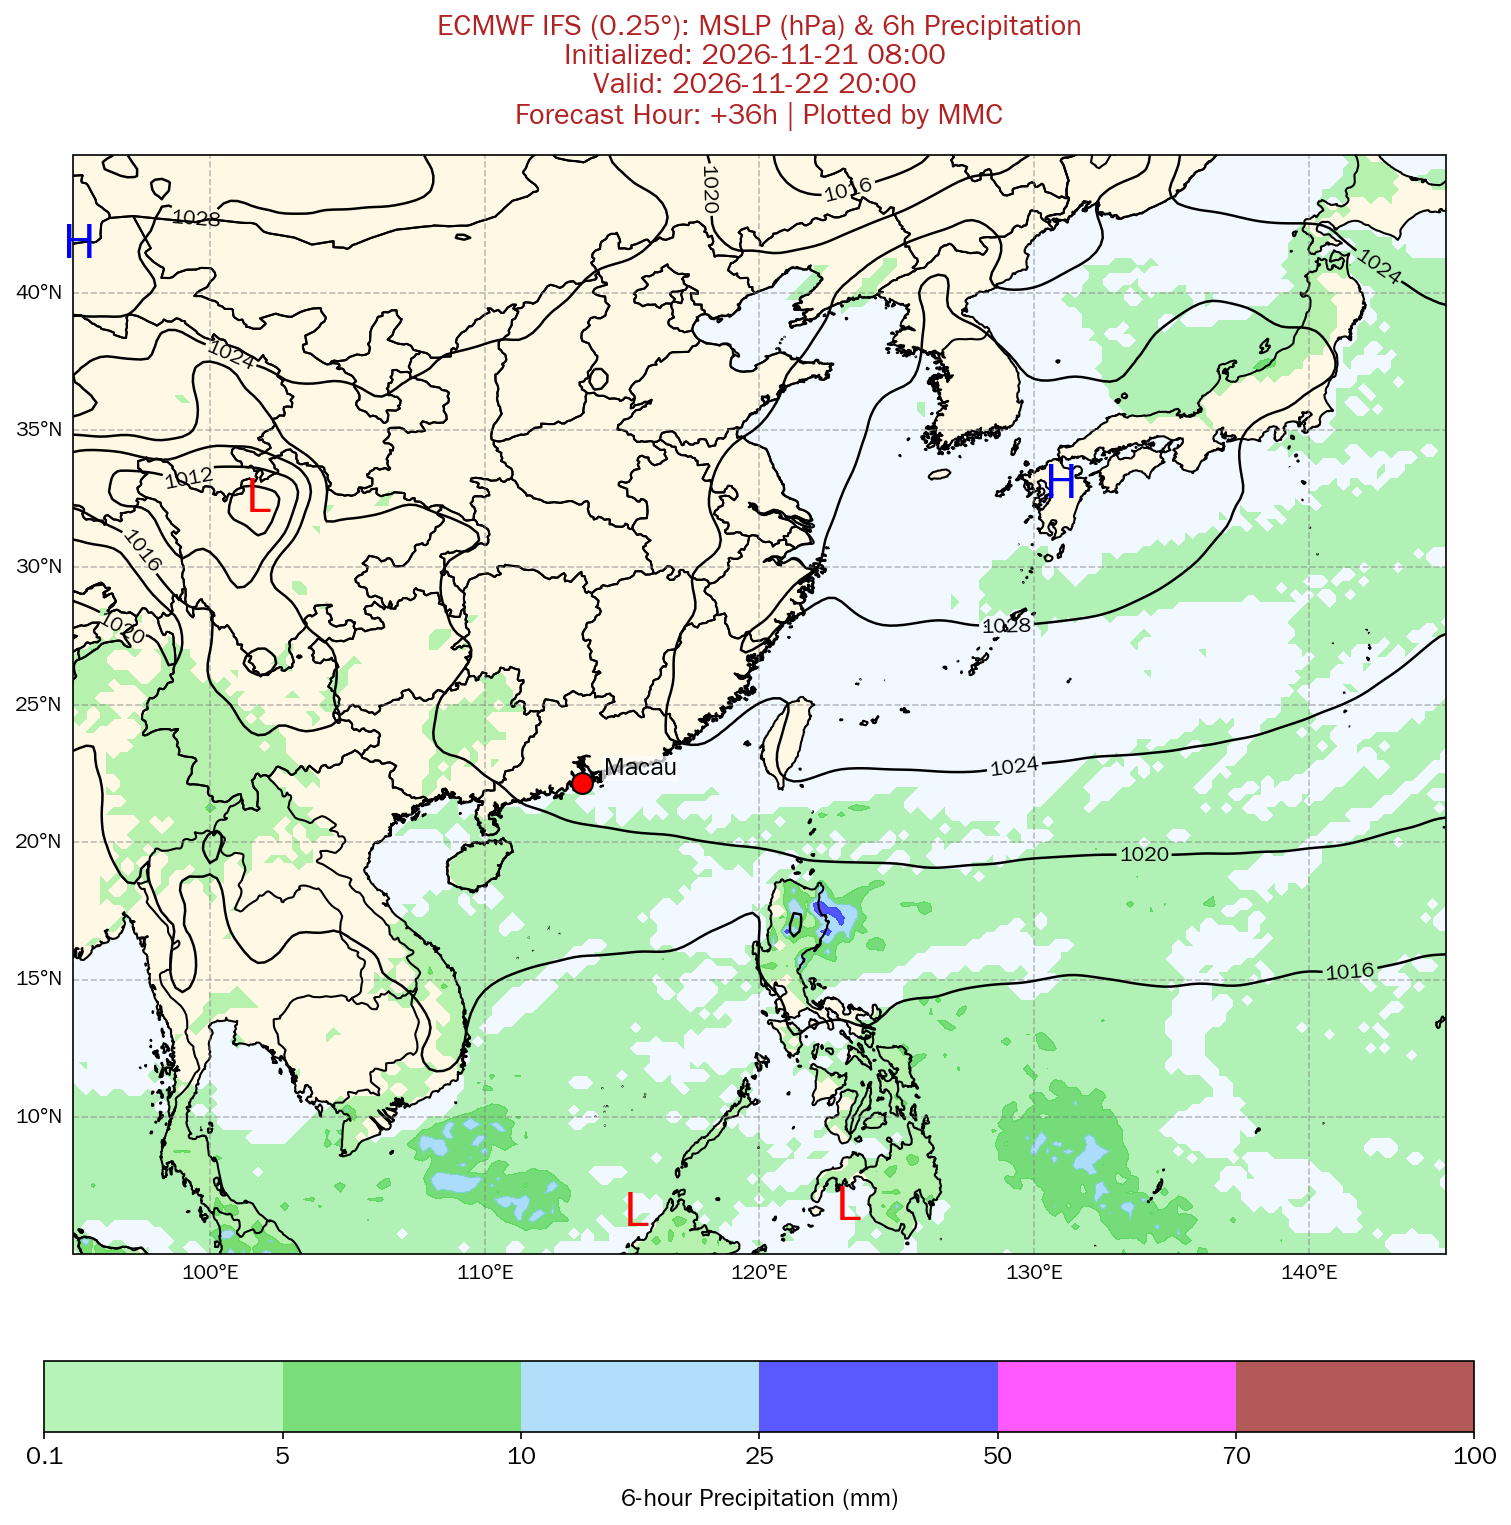 ECMWF IFS (0.25°): MSLP (hPa) & 6h Precipitation
Initialized: 2026-11-21 08:00
Valid: 2026-11-22 20:00
Forecast Hour: +36h | Plotted by MMC
1020
1016
1028
H
1024
40°N
1024
35°N
1012
L
H
1016
30°N
1020
1028
25°N
1024
Macau
20°N
1020
15°N
1016
10°N
L
L
100°E 110°E 120°E 130°E 140°E
0.1 5 10 25 50 70 100
6-hour Precipitation (mm)